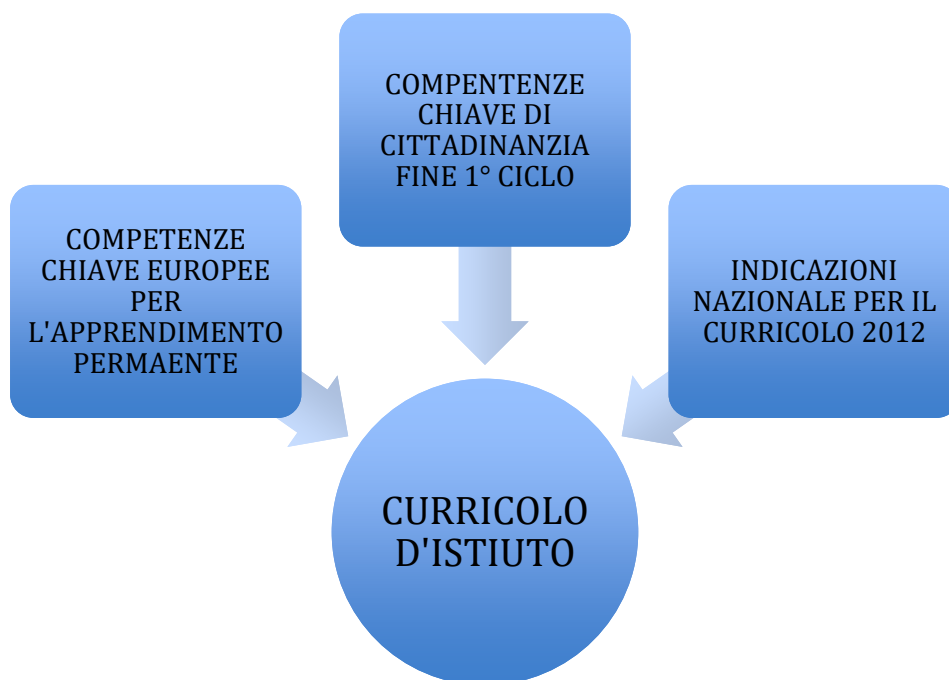 COMPENTENZE
CHIAVE DI
CITTADINANZIA
FINE 1° CICLO
COMPETENZE
CHIAVE EUROPEE
PER
L'APPRENDIMENTO
PERMAENTE
INDICAZIONI
NAZIONALE PER IL
CURRICOLO 2012
CURRICOLO
D'ISTIUTO